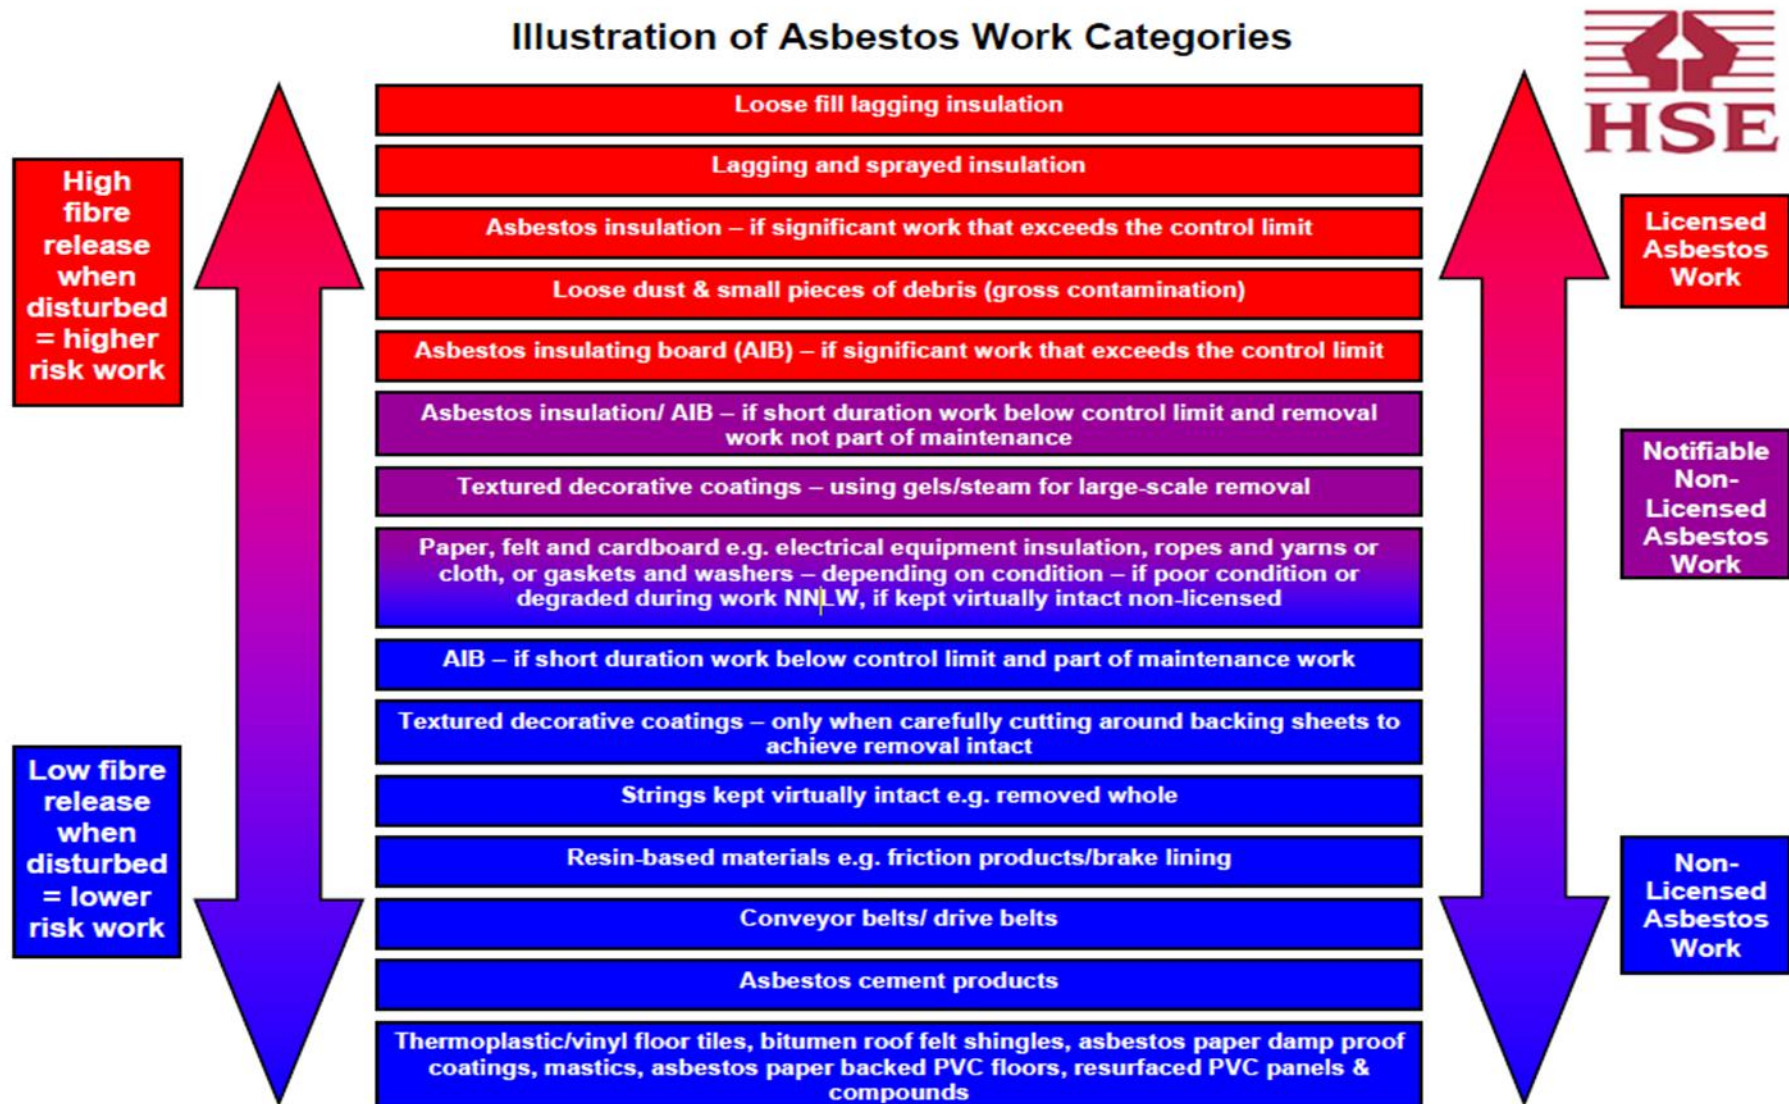 Illustration of Asbestos Work Categories
HSE
High
fibre
release
when
disturbed
= higher
risk work
Low fibre
release
when
disturbed
= lower
risk work
Loose fill lagging insulation
Lagging and sprayed insulation
Asbestos insulation – if significant work that exceeds the control limit
Loose dust & small pieces of debris (gross contamination)
Asbestos insulating board (AIB) – if significant work that exceeds the control limit
Asbestos insulation/ AIB – if short duration work below control limit and removal
work not part of maintenance
Textured decorative coatings – using gels/steam for large-scale removal
Paper, felt and cardboard e.g. electrical equipment insulation, ropes and yarns or
cloth, or gaskets and washers – depending on condition – if poor condition or
degraded during work NNLW, if kept virtually intact non-licensed
AIB – if short duration work below control limit and part of maintenance work
Textured decorative coatings – only when carefully cutting around backing sheets to
achieve removal intact
Strings kept virtually intact e.g. removed whole
Resin-based materials e.g. friction products/brake lining
Conveyor belts/ drive belts
Asbestos cement products
Thermoplastic/vinyl floor tiles, bitumen roof felt shingles, asbestos paper damp proof
coatings, mastics, asbestos paper backed PVC floors, resurfaced PVC panels &
compounds
Licensed
Asbestos
Work
Notifiable
Non-
Licensed
Asbestos
Work
Non-
Licensed
Asbestos
Work